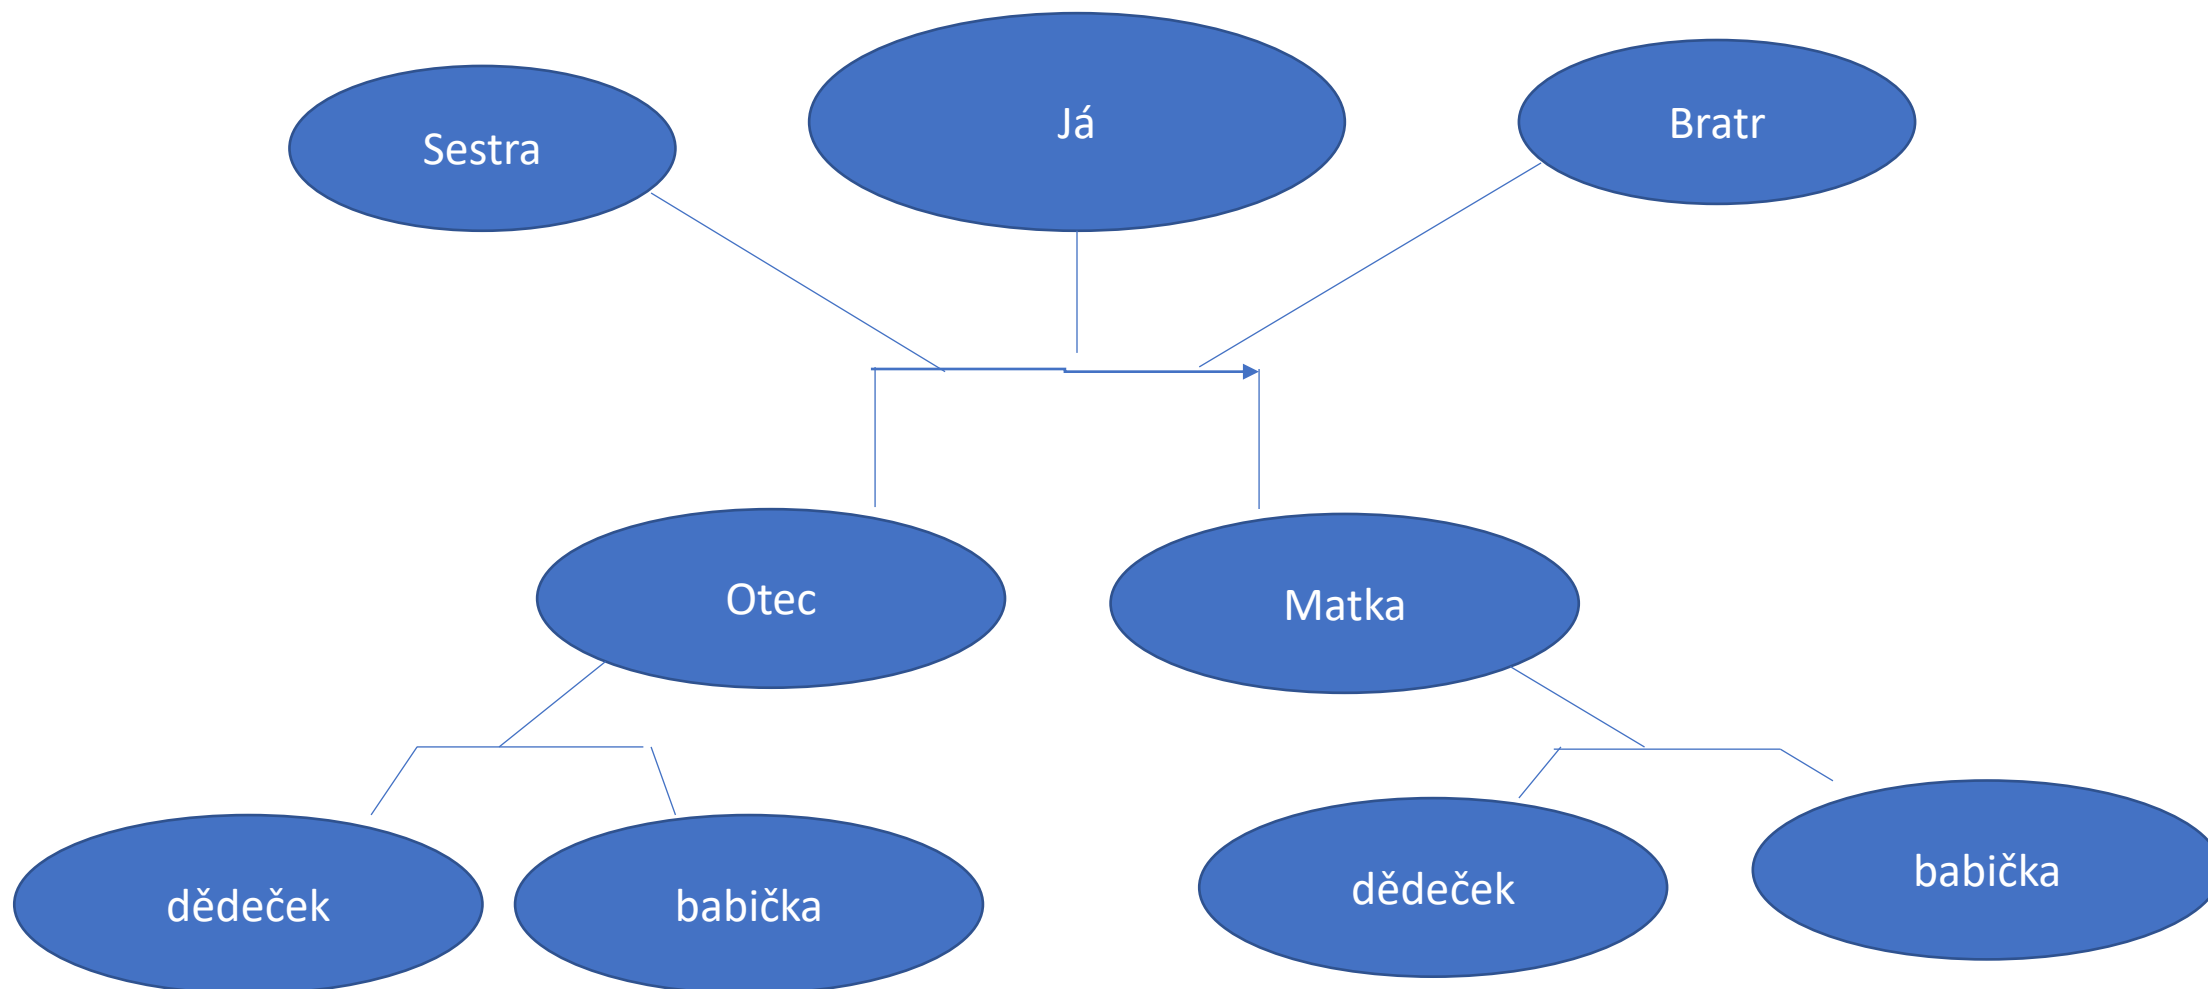 Sestra
Já
Bratr
Otec
Matka
dědeček
babička
dědeček
babička